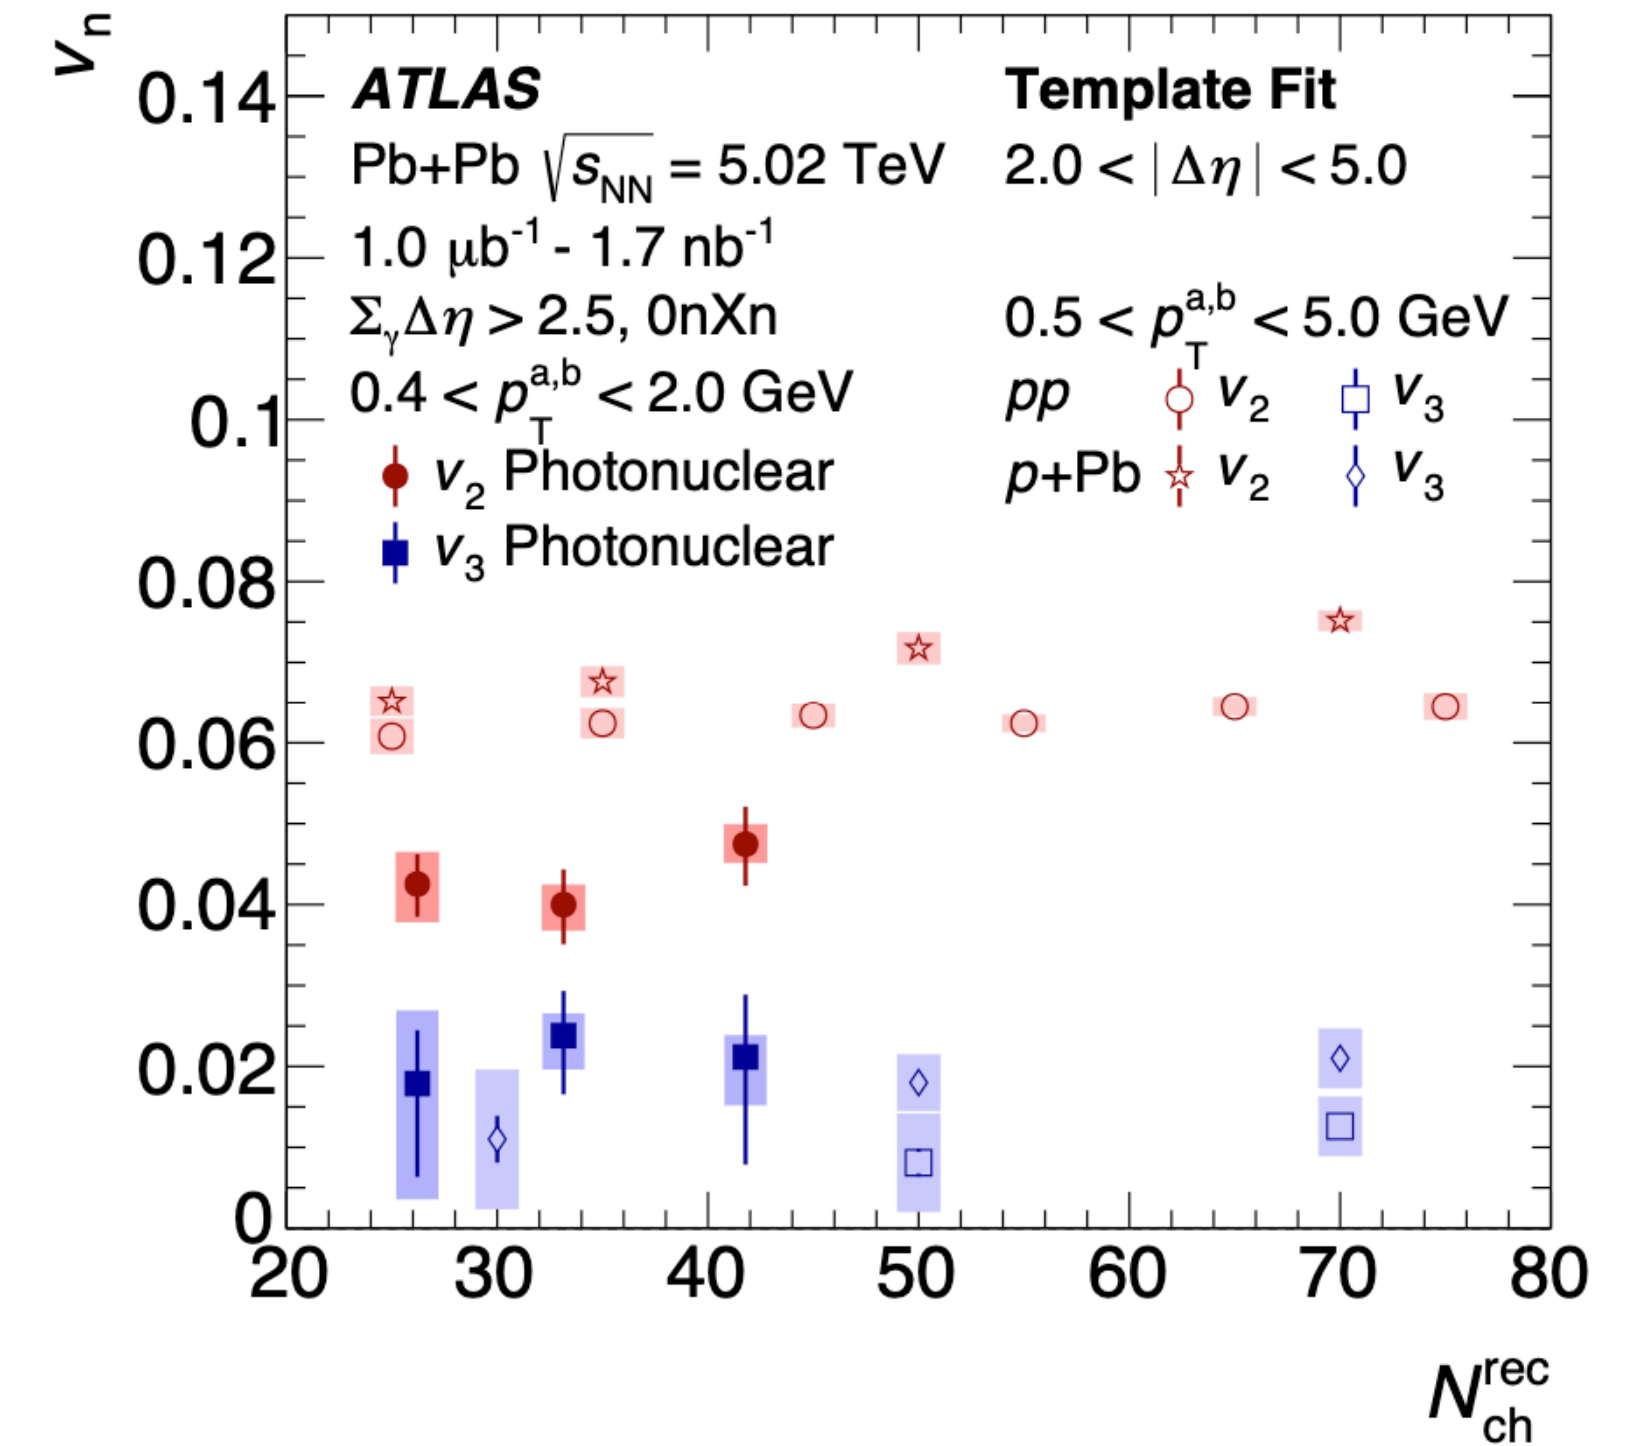 vn
0.14
0.12
0.1
0.08
0.06
0.04
0.02
0
ATLAS
Pb+Pb √sNN = 5.02 TeV
1.0 μb-1 - 1.7 nb-1
ΣγΔη > 2.5, 0nXn
0.4 < pTa,b < 2.0 GeV
v2 Photonuclear
v3 Photonuclear
Template Fit
2.0 < |Δη| < 5.0
0.5 < pTa,b < 5.0 GeV
pp v2 v3
p+Pb v2 v3
20 30 40 50 60 70 80
Nchrec